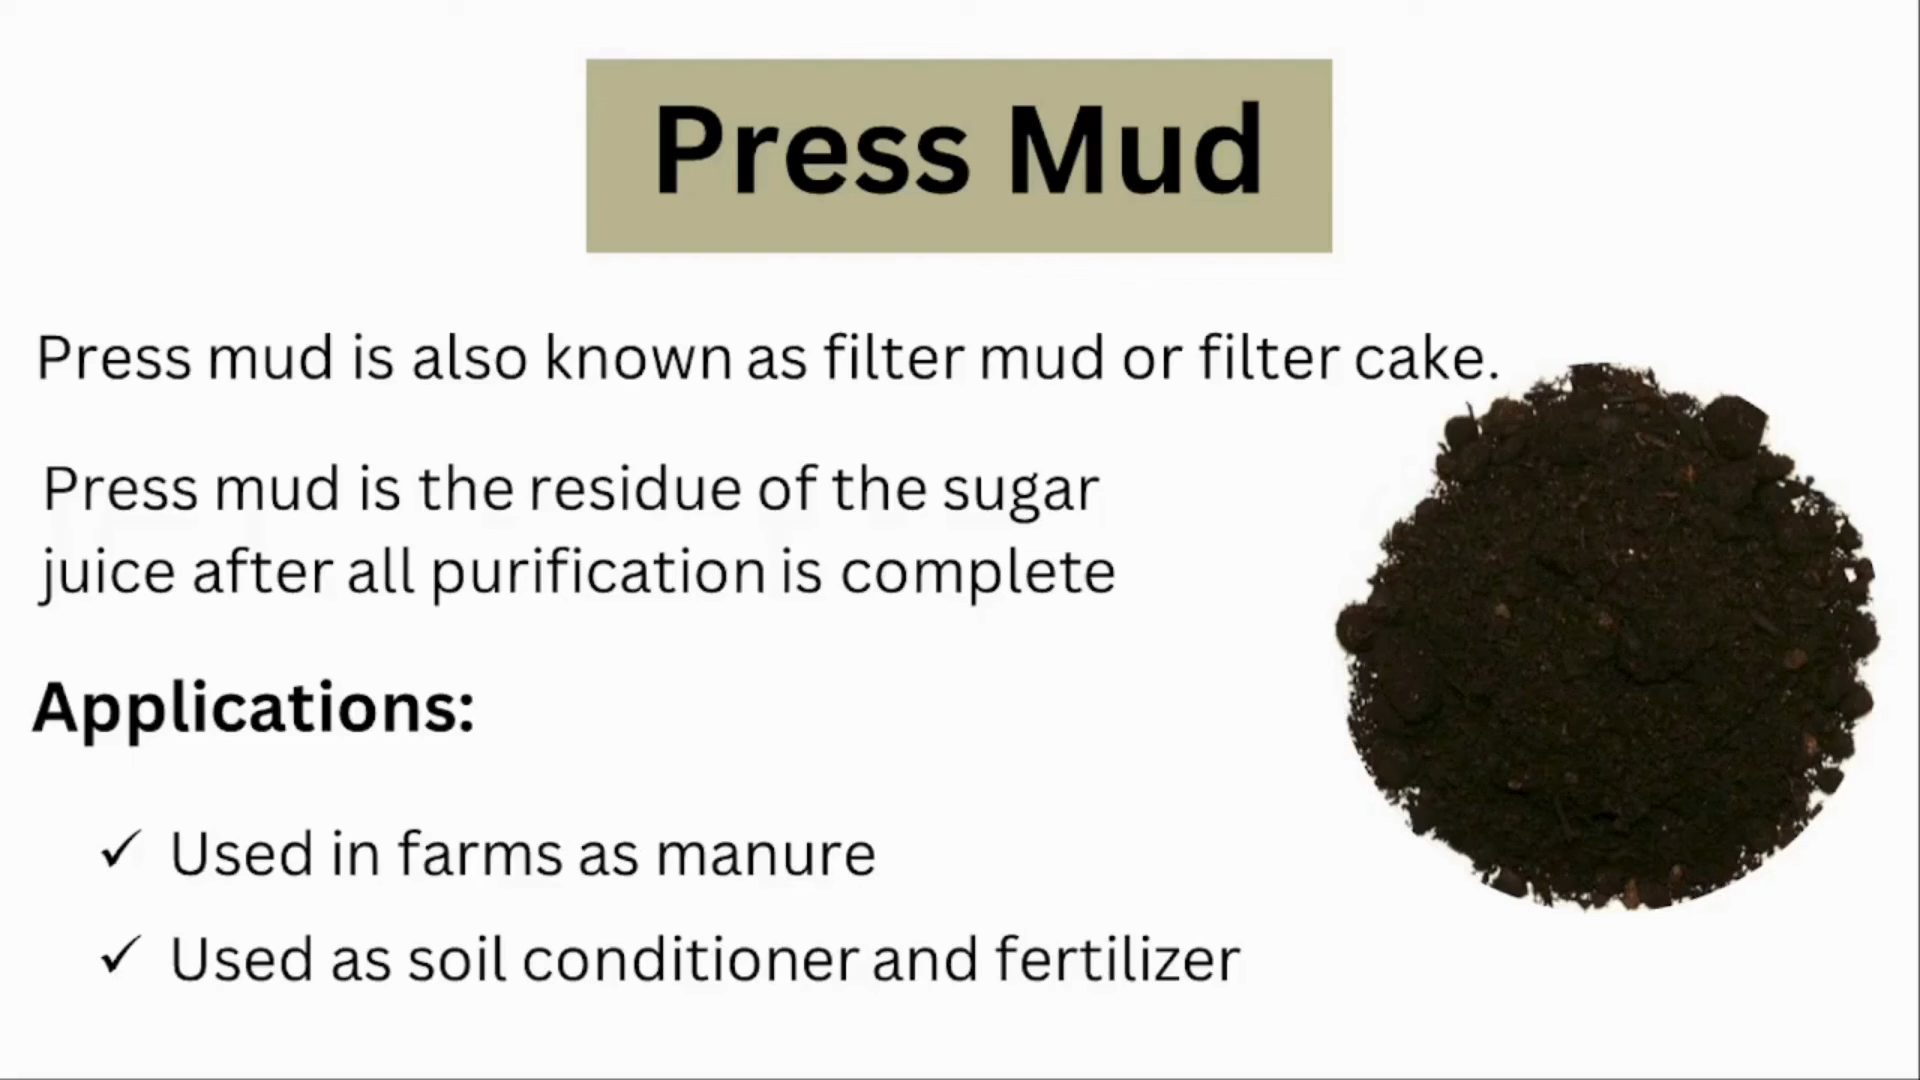 Press Mud
Press mud is also known as filter mud or filter cake.
Press mud is the residue of the sugar
juice after all purification is complete
Applications:
✓ Used in farms as manure
✓ Used as soil conditioner and fertilizer